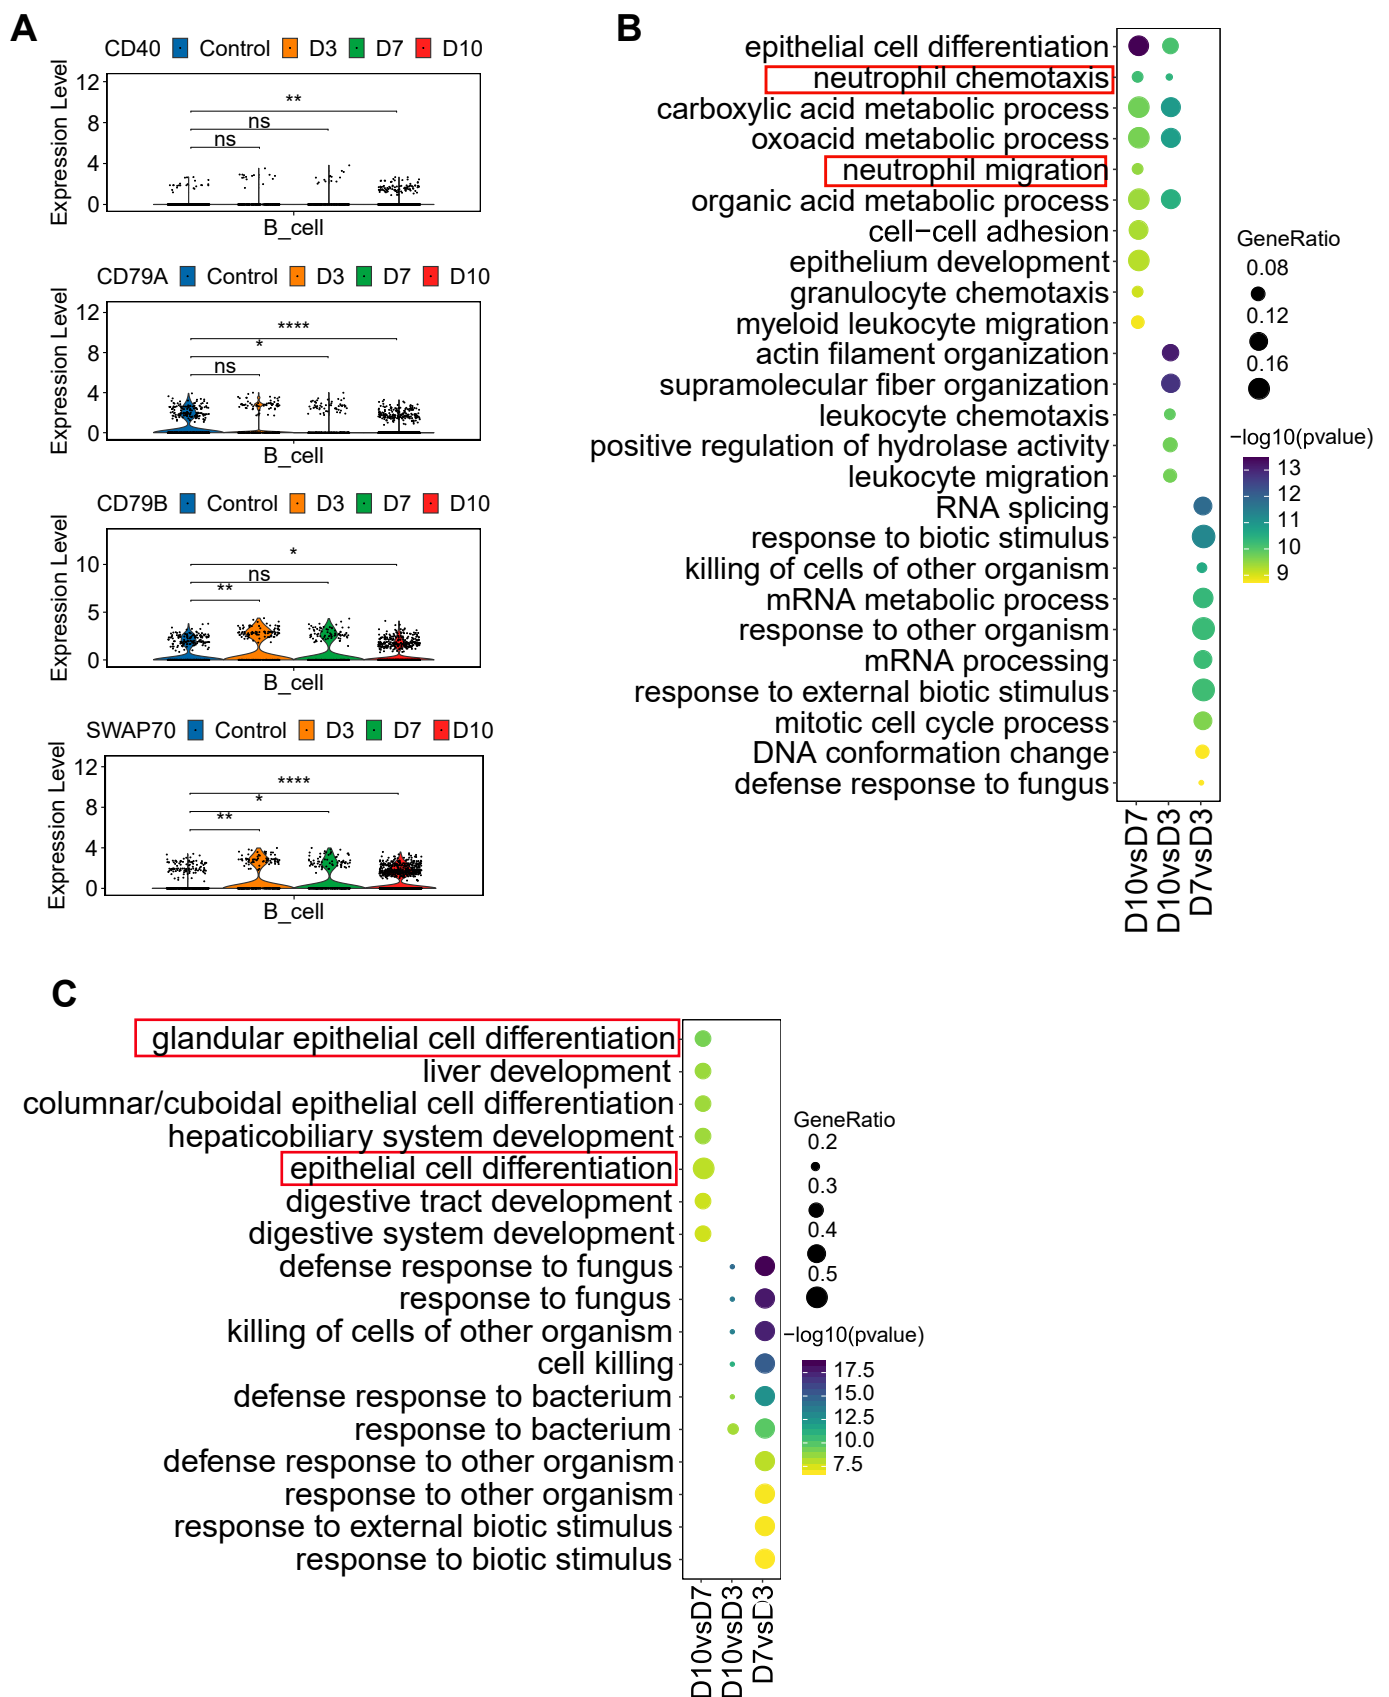 A
CD40 Control D3 D7 D10
Expression Level
12
8
4
0
**
ns
ns
B_cell
CD79A Control D3 D7 D10
Expression Level
12
8
4
0
****
*
ns
B_cell
CD79B Control D3 D7 D10
Expression Level
10
5
0
*
ns
**
B_cell
SWAP70 Control D3 D7 D10
Expression Level
12
8
4
0
****
*
**
B_cell
B
epithelial cell differentiation
neutrophil chemotaxis
carboxylic acid metabolic process
oxoacid metabolic process
neutrophil migration
organic acid metabolic process
cell−cell adhesion
epithelium development
granulocyte chemotaxis
myeloid leukocyte migration
actin filament organization
supramolecular fiber organization
leukocyte chemotaxis
positive regulation of hydrolase activity
leukocyte migration
RNA splicing
response to biotic stimulus
killing of cells of other organism
mRNA metabolic process
response to other organism
mRNA processing
response to external biotic stimulus
mitotic cell cycle process
DNA conformation change
defense response to fungus
D10vsD7
D10vsD3
D7vsD3
GeneRatio
0.08
0.12
0.16
−log10(pvalue)
13
12
11
10
9
C
glandular epithelial cell differentiation
liver development
columnar/cuboidal epithelial cell differentiation
hepaticobiliary system development
epithelial cell differentiation
digestive tract development
digestive system development
defense response to fungus
response to fungus
killing of cells of other organism
cell killing
defense response to bacterium
response to bacterium
defense response to other organism
response to other organism
response to external biotic stimulus
response to biotic stimulus
D10vsD7
D10vsD3
D7vsD3
GeneRatio
0.2
0.3
0.4
0.5
−log10(pvalue)
17.5
15.0
12.5
10.0
7.5